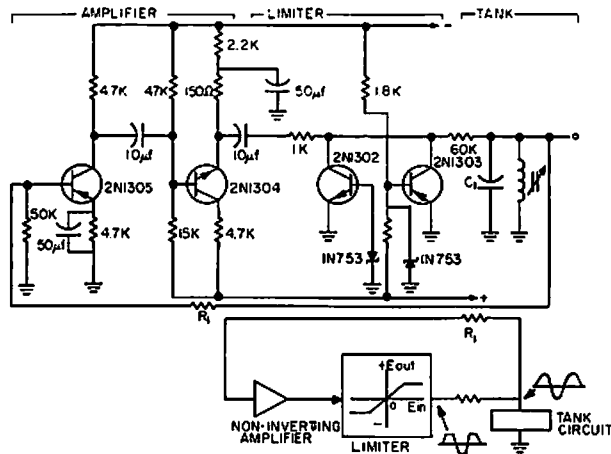 AMPLIFIER LIMITER TANK
2.2K
4.7K 47K 150Ω 50μf 1.8K
10μf 10μf 1K 60K
2N1305 2N1304 2N1302 2N1303 C₁
50K
50μf 4.7K 15K 4.7K 1N753 1N753
R₁
R₁
+Eout
0 Ein
NON-INVERTING
AMPLIFIER
LIMITER
TANK
CIRCUIT